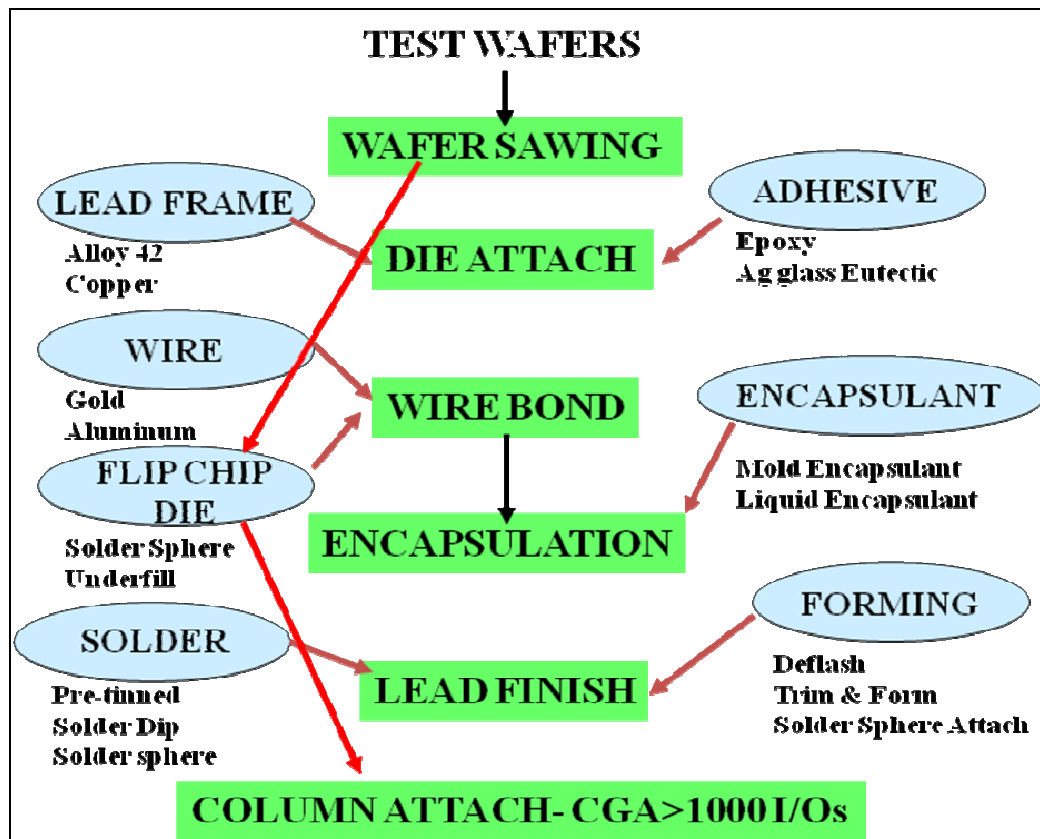 TEST WAFERS
WAFER SAWING
LEAD FRAME
Alloy 42
Copper
ADHESIVE
Epoxy
Ag glass Eutectic
DIE ATTACH
WIRE
Gold
Aluminum
WIRE BOND
ENCAPSULANT
Mold Encapsulant
Liquid Encapsulant
FLIP CHIP
DIE
Solder Sphere
Underfill
ENCAPSULATION
SOLDER
Pre-tinned
Solder Dip
Solder sphere
FORMING
Deflash
Trim & Form
Solder Sphere Attach
LEAD FINISH
COLUMN ATTACH- CGA>1000 I/Os